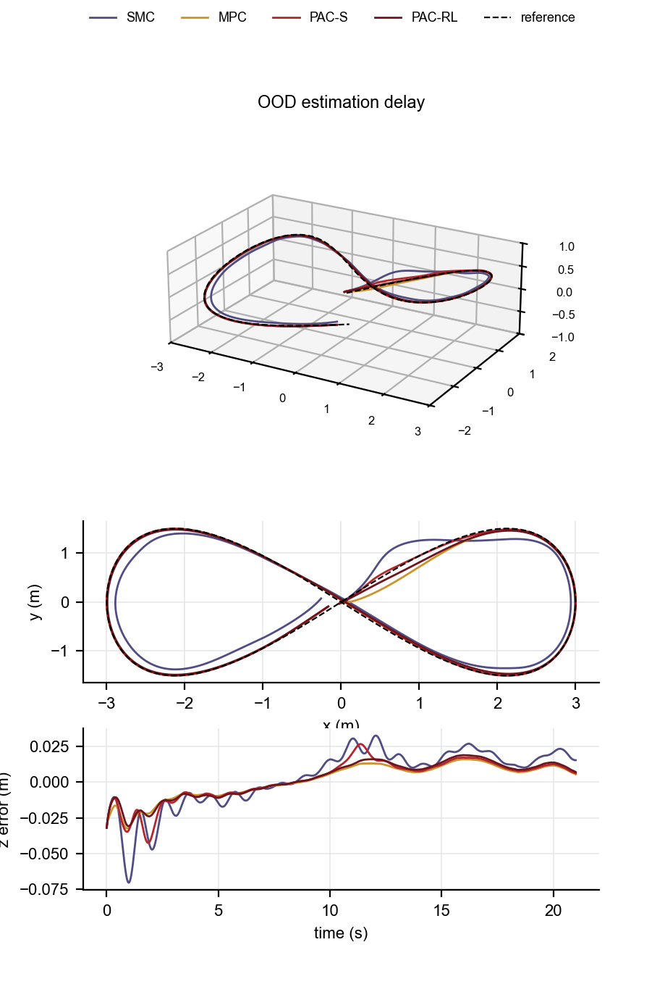 SMC MPC PAC-S PAC-RL reference
OOD estimation delay
1.0
0.5
0.0
−0.5
−1.0
−3 −2 −1 0 1 2 3
−2 −1 0 1 2
y (m)
1
0
−1
−3 −2 −1 0 1 2 3
x (m)
z error (m)
0.025
0.000
−0.025
−0.050
−0.075
0 5 10 15 20
time (s)